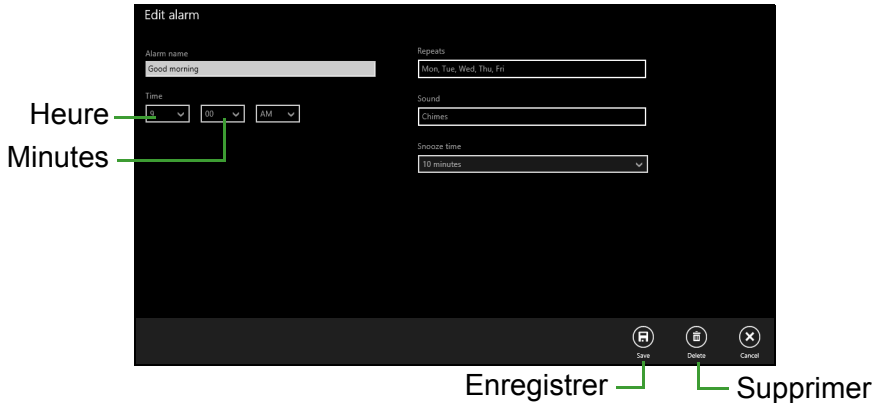 Edit alarm
Alarm name
Good morning
Time
9 00 AM
Repeats
Mon, Tue, Wed, Thu, Fri
Sound
Chimes
Snooze time
10 minutes
Heure
Minutes
Save Delete Cancel
Enregistrer Supprimer